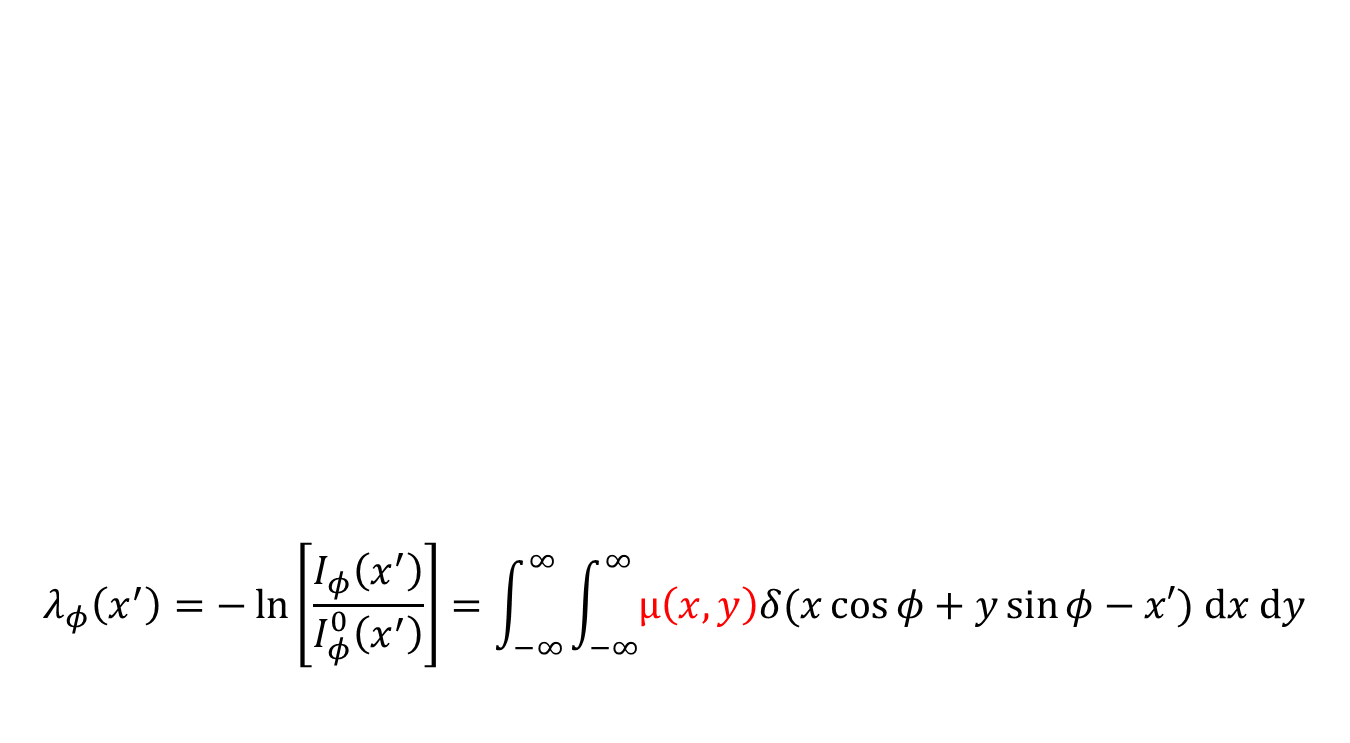 λ_ϕ(x′) = − ln [I_ϕ(x′) / I_ϕ^0(x′)] = ∫_{−∞}^{∞} ∫_{−∞}^{∞} μ(x, y)δ(x cos ϕ + y sin ϕ − x′) dx dy